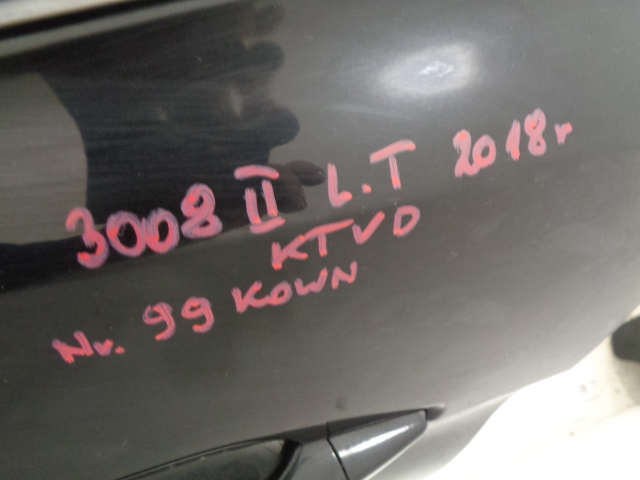 3008 II L.T 2018r
KTVD
Nr. 99 KOWN